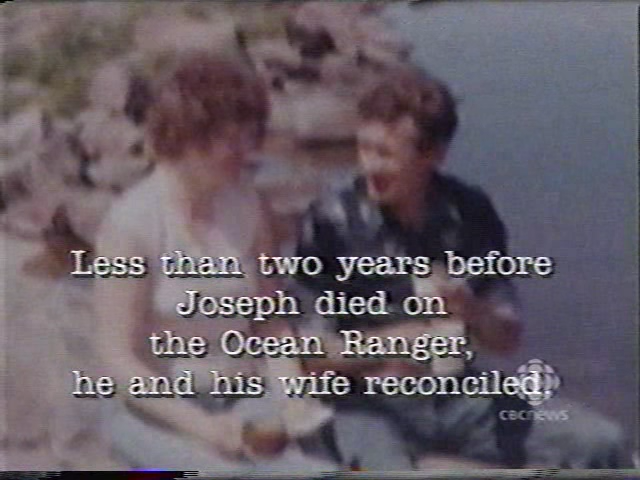 Less than two years before
Joseph died on
the Ocean Ranger,
he and his wife reconciled.
CBCNEWS